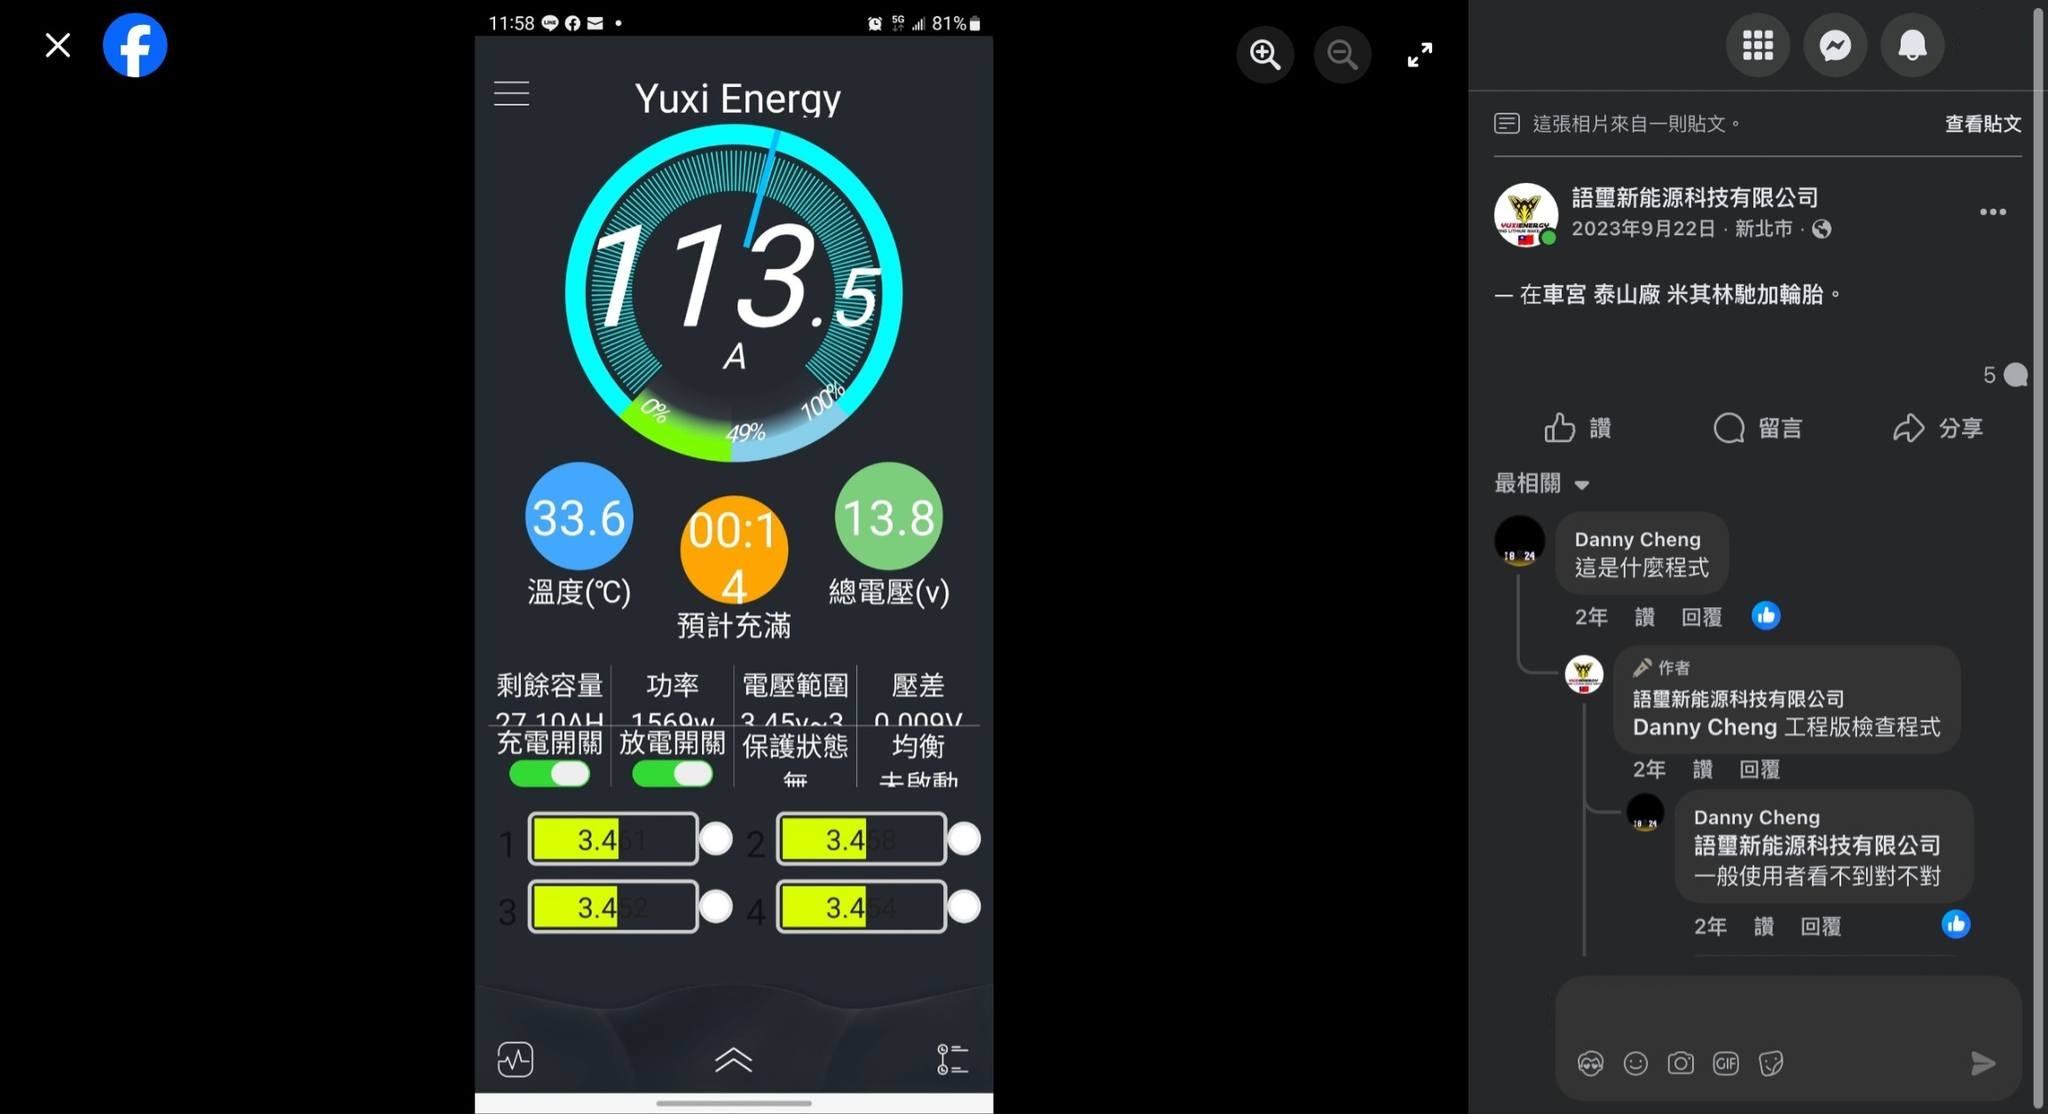 11:58
5G
81%
Yuxi Energy
113.5
A
0%
49%
100%
33.6
溫度(℃)
00:1
4
預計充滿
13.8
總電壓(v)
剩餘容量
功率
電壓範圍
壓差
27.10AH
1569w
3.45v~3.
0.009V
充電開關
放電開關
保護狀態
均衡
無
未啟動
1
3.461
2
3.458
3
3.452
4
3.454
這張相片來自一則貼文。
查看貼文
語璽新能源科技有限公司
2023年9月22日 · 新北市 ·
— 在車宮 泰山廠 米其林馳加輪胎。
5
讚
留言
分享
最相關
Danny Cheng
這是什麼程式
2年 讚 回覆
作者
語璽新能源科技有限公司
Danny Cheng 工程版檢查程式
2年 讚 回覆
Danny Cheng
語璽新能源科技有限公司
一般使用者看不到對不對
2年 讚 回覆
GIF